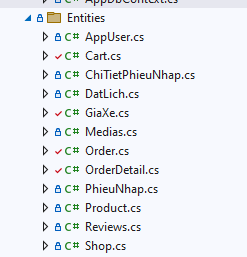 AppDbContext.cs
Entities
C# AppUser.cs
C# Cart.cs
C# ChiTietPhieuNhap.cs
C# DatLich.cs
C# GiaXe.cs
C# Medias.cs
C# Order.cs
C# OrderDetail.cs
C# PhieuNhap.cs
C# Product.cs
C# Reviews.cs
C# Shop.cs